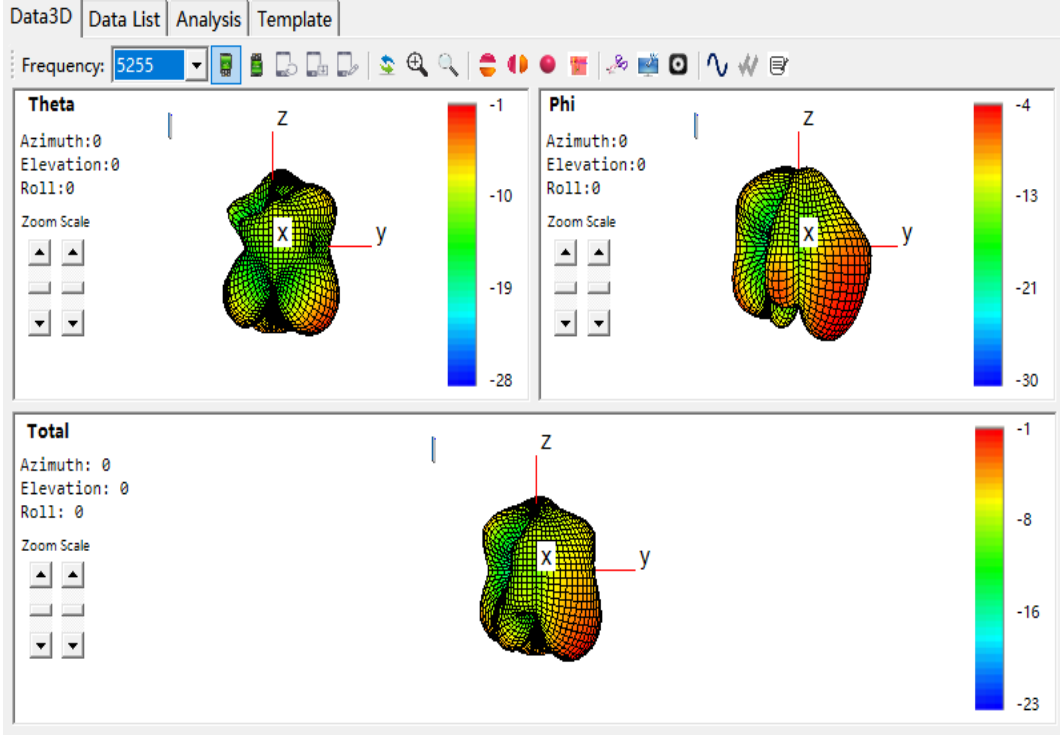 Data3D Data List Analysis Template
Frequency: 5255
Theta
Azimuth:0
Elevation:0
Roll:0
Zoom Scale
z
y
x
-1
-10
-19
-28
Phi
Azimuth:0
Elevation:0
Roll:0
Zoom Scale
z
y
x
-4
-13
-21
-30
Total
Azimuth: 0
Elevation: 0
Roll: 0
Zoom Scale
z
y
x
-1
-8
-16
-23